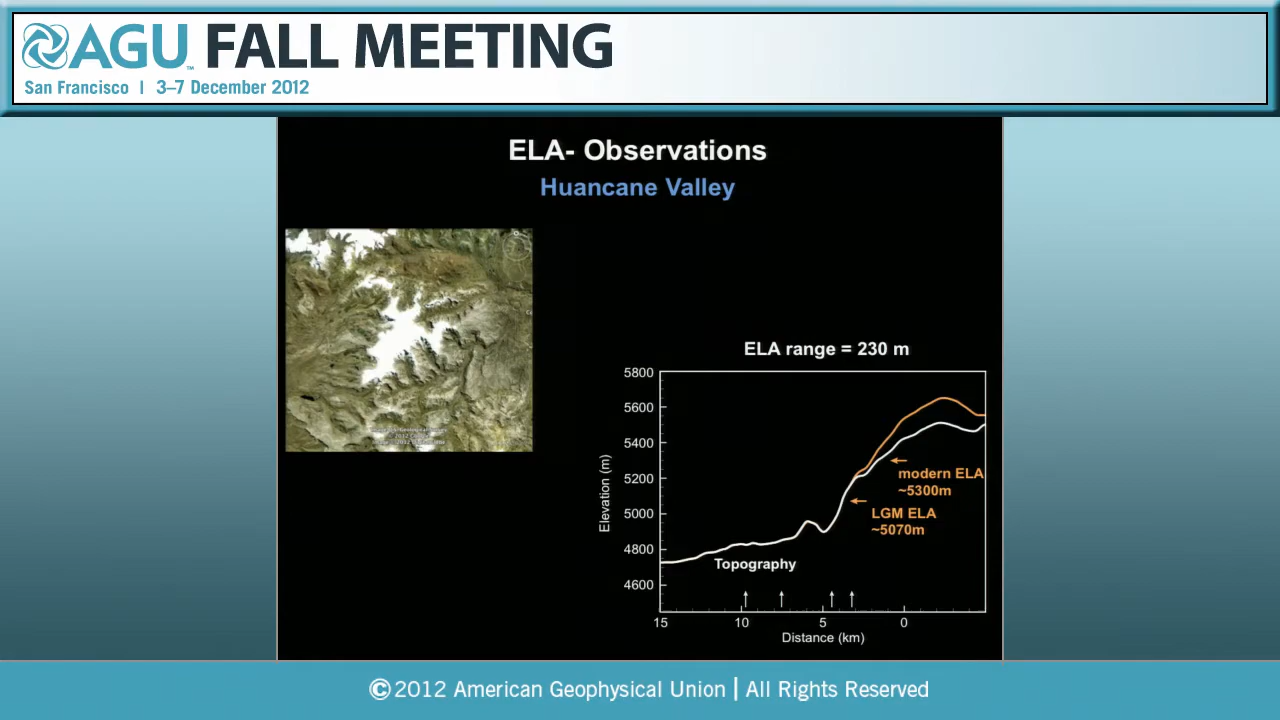 AGU FALL MEETING
San Francisco | 3–7 December 2012
ELA- Observations
Huancane Valley
ELA range = 230 m
5800
5600
5400
5200
5000
4800
4600
Elevation (m)
modern ELA
~5300m
LGM ELA
~5070m
Topography
15 10 5 0
Distance (km)
©2012 American Geophysical Union | All Rights Reserved